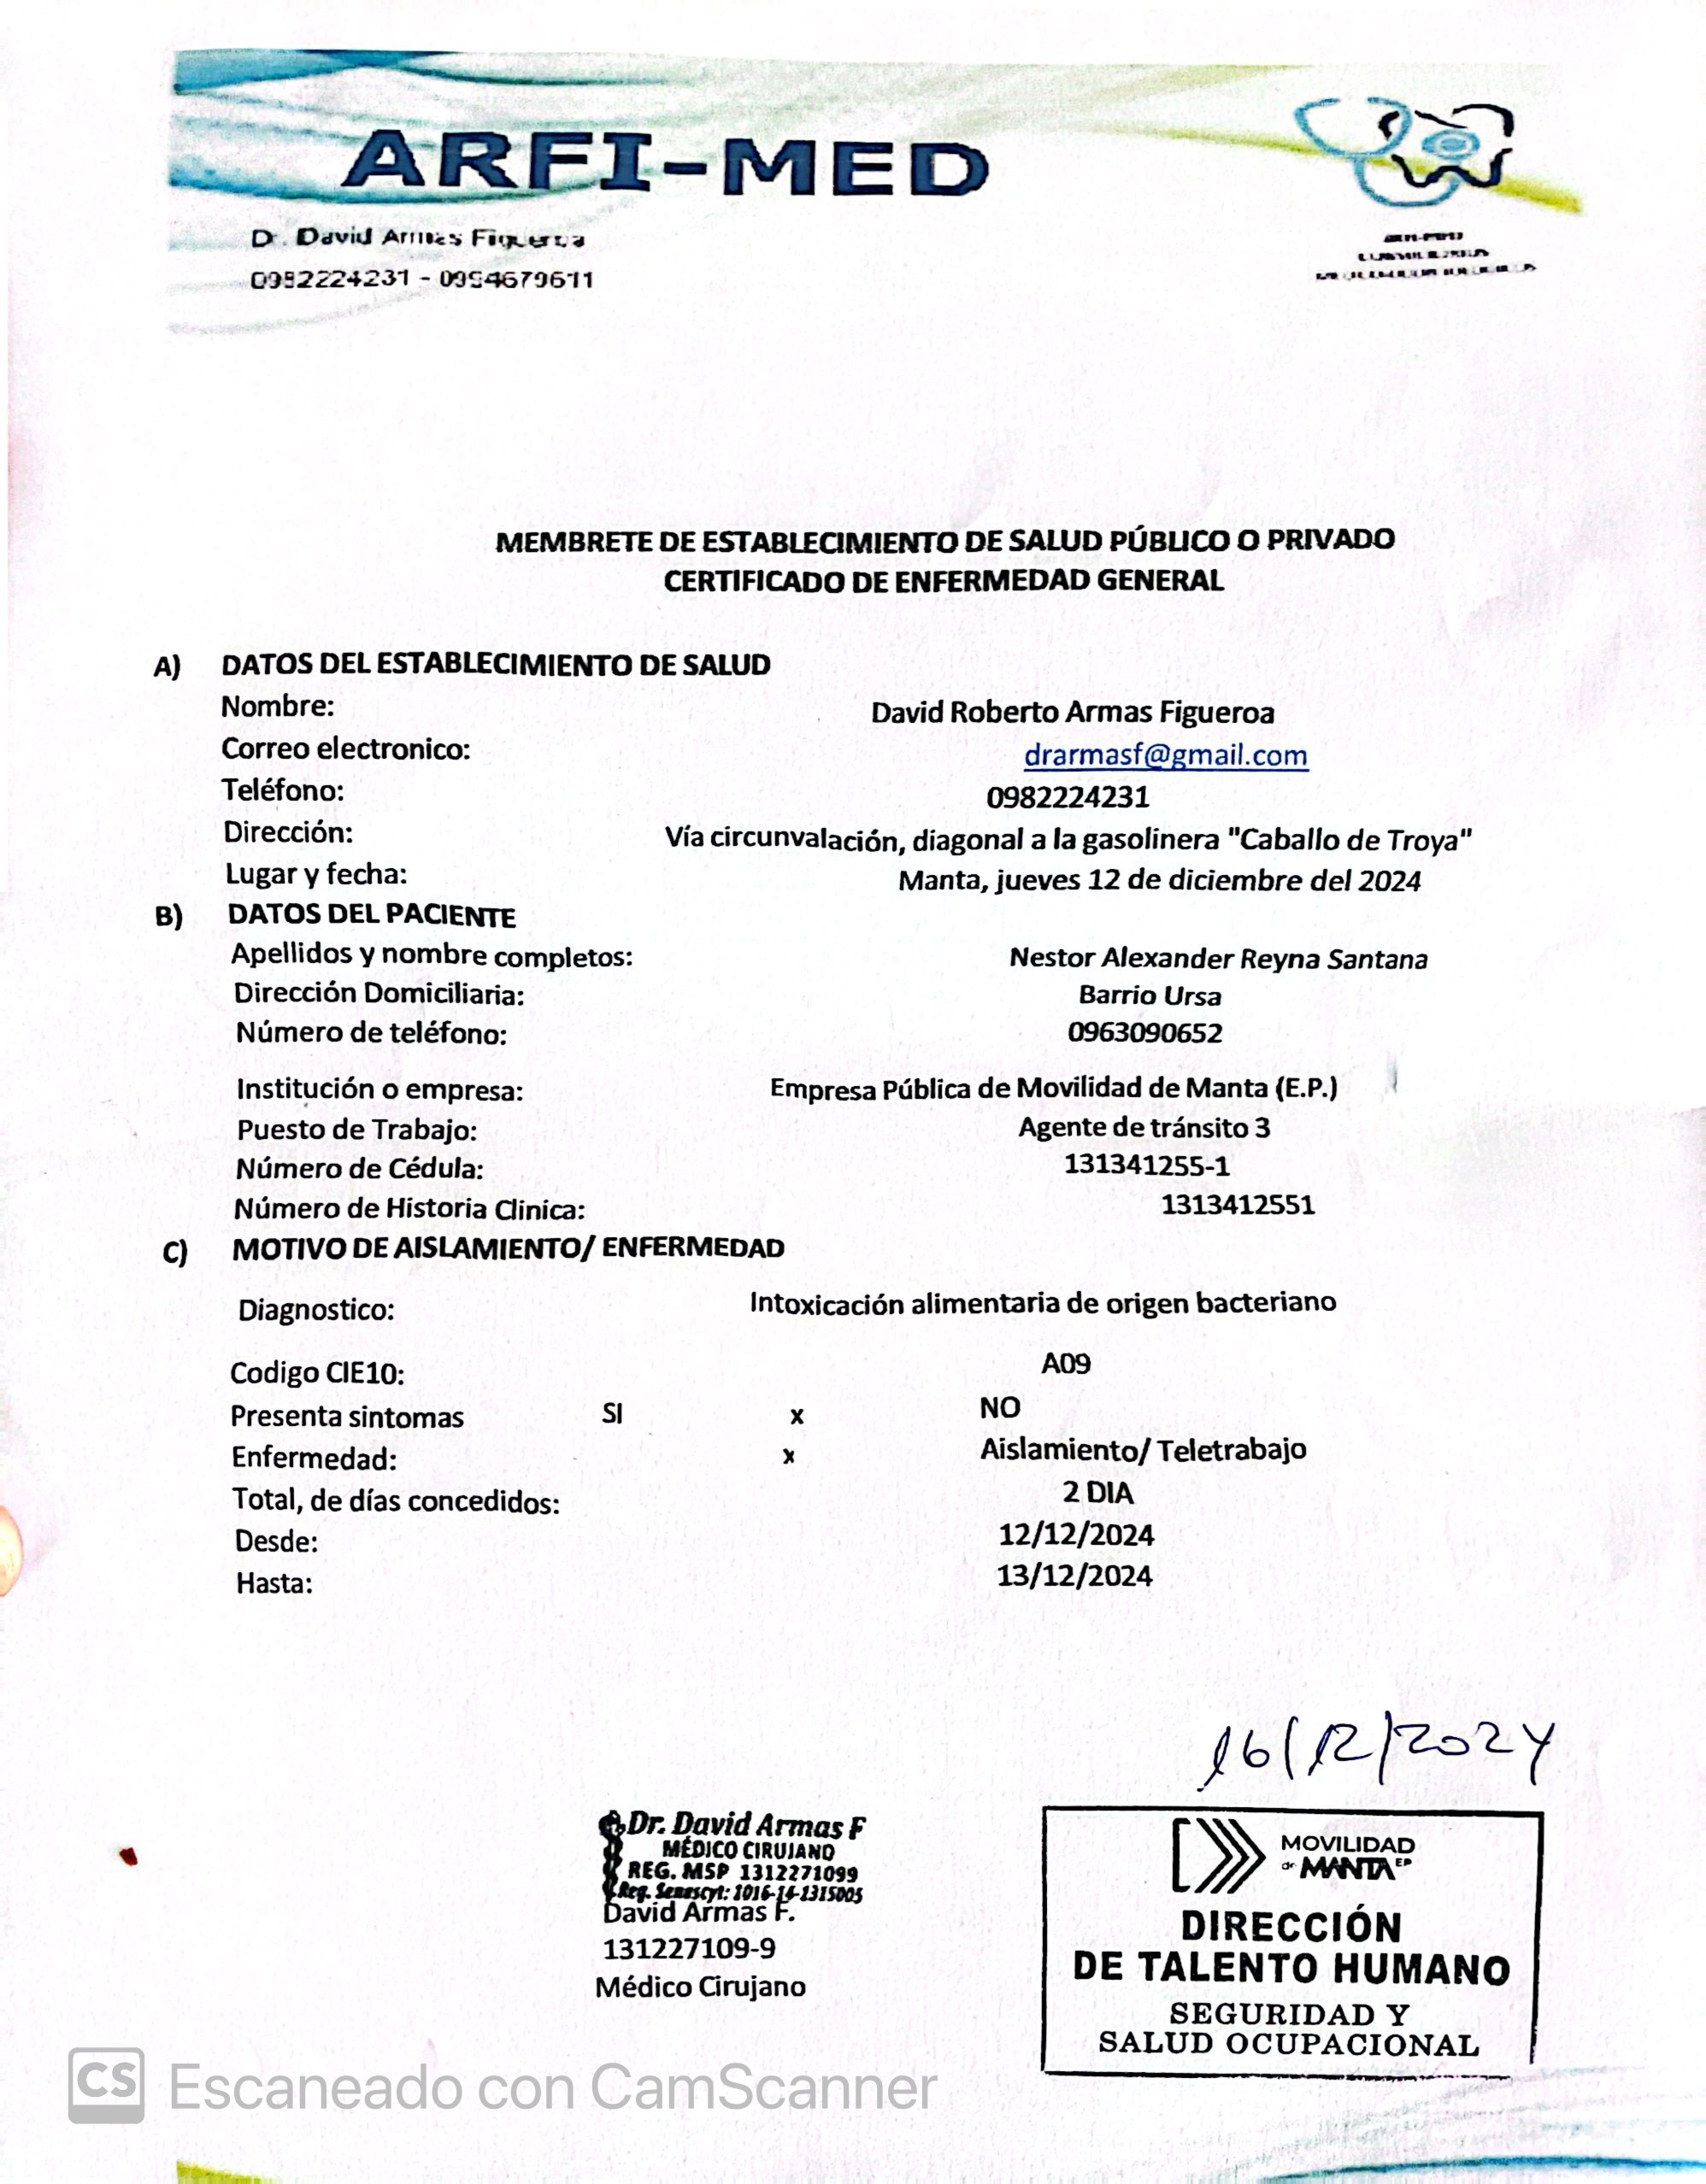 ARFI-MED
Dr. David Armas Figueroa
0982224231 - 0994679611
MEMBRETE DE ESTABLECIMIENTO DE SALUD PÚBLICO O PRIVADO
CERTIFICADO DE ENFERMEDAD GENERAL
A) DATOS DEL ESTABLECIMIENTO DE SALUD
Nombre: David Roberto Armas Figueroa
Correo electronico: drarmasf@gmail.com
Teléfono: 0982224231
Dirección: Vía circunvalación, diagonal a la gasolinera "Caballo de Troya"
Lugar y fecha: Manta, jueves 12 de diciembre del 2024
B) DATOS DEL PACIENTE
Apellidos y nombre completos: Nestor Alexander Reyna Santana
Dirección Domiciliaria: Barrio Ursa
Número de teléfono: 0963090652
Institución o empresa: Empresa Pública de Movilidad de Manta (E.P.)
Puesto de Trabajo: Agente de tránsito 3
Número de Cédula: 131341255-1
Número de Historia Clinica: 1313412551
C) MOTIVO DE AISLAMIENTO/ ENFERMEDAD
Diagnostico: Intoxicación alimentaria de origen bacteriano
Codigo CIE10: A09
Presenta sintomas SI x NO
Enfermedad: x Aislamiento/ Teletrabajo
Total, de días concedidos: 2 DIA
Desde: 12/12/2024
Hasta: 13/12/2024
16/12/2024
Dr. David Armas F
MÉDICO CIRUJANO
REG. MSP 1312271099
Reg. Senescyt: 1016-14-1315005
David Armas F.
131227109-9
Médico Cirujano
MOVILIDAD
de MANTA EP
DIRECCIÓN
DE TALENTO HUMANO
SEGURIDAD Y
SALUD OCUPACIONAL
CS Escaneado con CamScanner